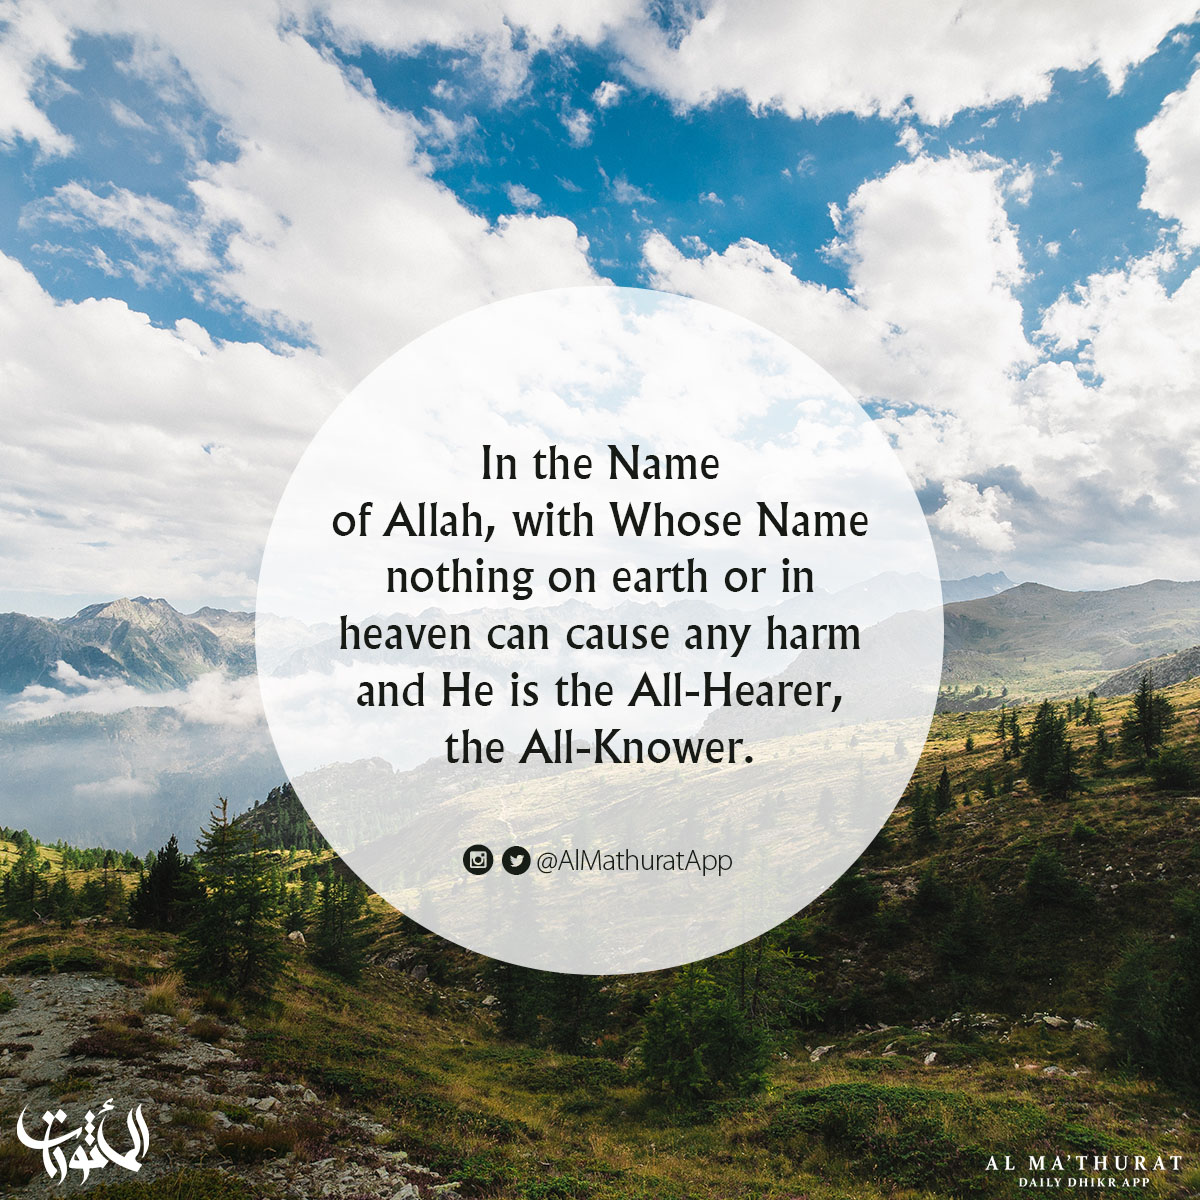 In the Name
of Allah, with Whose Name
nothing on earth or in
heaven can cause any harm
and He is the All-Hearer,
the All-Knower.
@AlMathuratApp
المأثورات
AL MA'THURAT
DAILY DHIKR APP